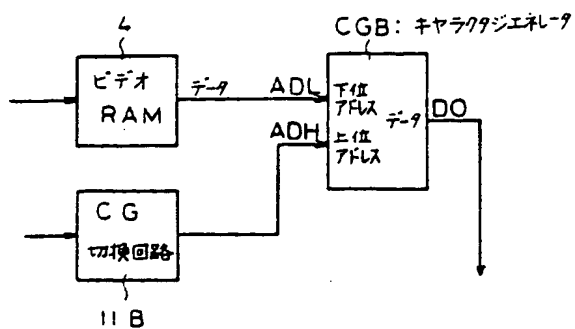 4
CGB: キャラクタジエネレータ
ビデオ
RAM
データ
ADL
下位
アドレス
データ
DO
ADH
上位
アドレス
CG
切換回路
11B